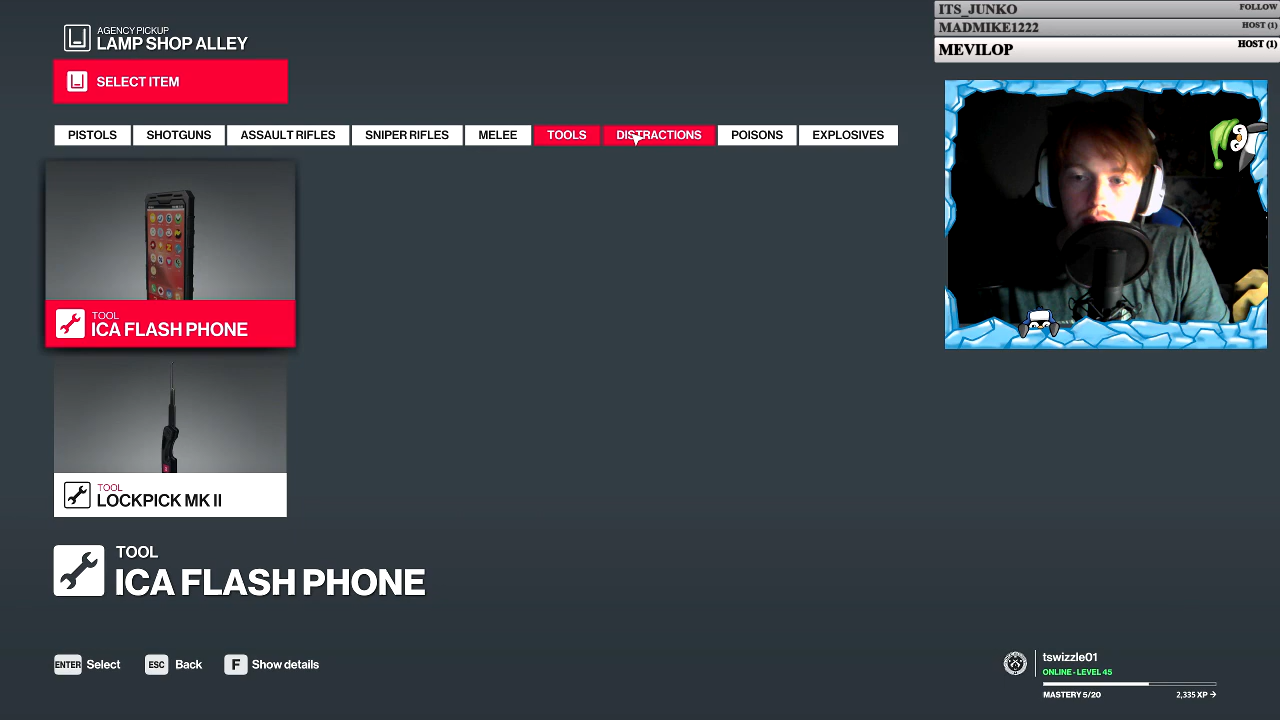 AGENCY PICKUP
LAMP SHOP ALLEY
SELECT ITEM
PISTOLS SHOTGUNS ASSAULT RIFLES SNIPER RIFLES MELEE TOOLS DISTRACTIONS POISONS EXPLOSIVES
TOOL
ICA FLASH PHONE
TOOL
LOCKPICK MK II
TOOL
ICA FLASH PHONE
ENTER Select ESC Back F Show details
ITS_JUNKO FOLLOW
MADMIKE1222 HOST (1)
MEVILOP HOST (1)
tswizzle01
ONLINE - LEVEL 45
MASTERY 5/20 2,335 XP →